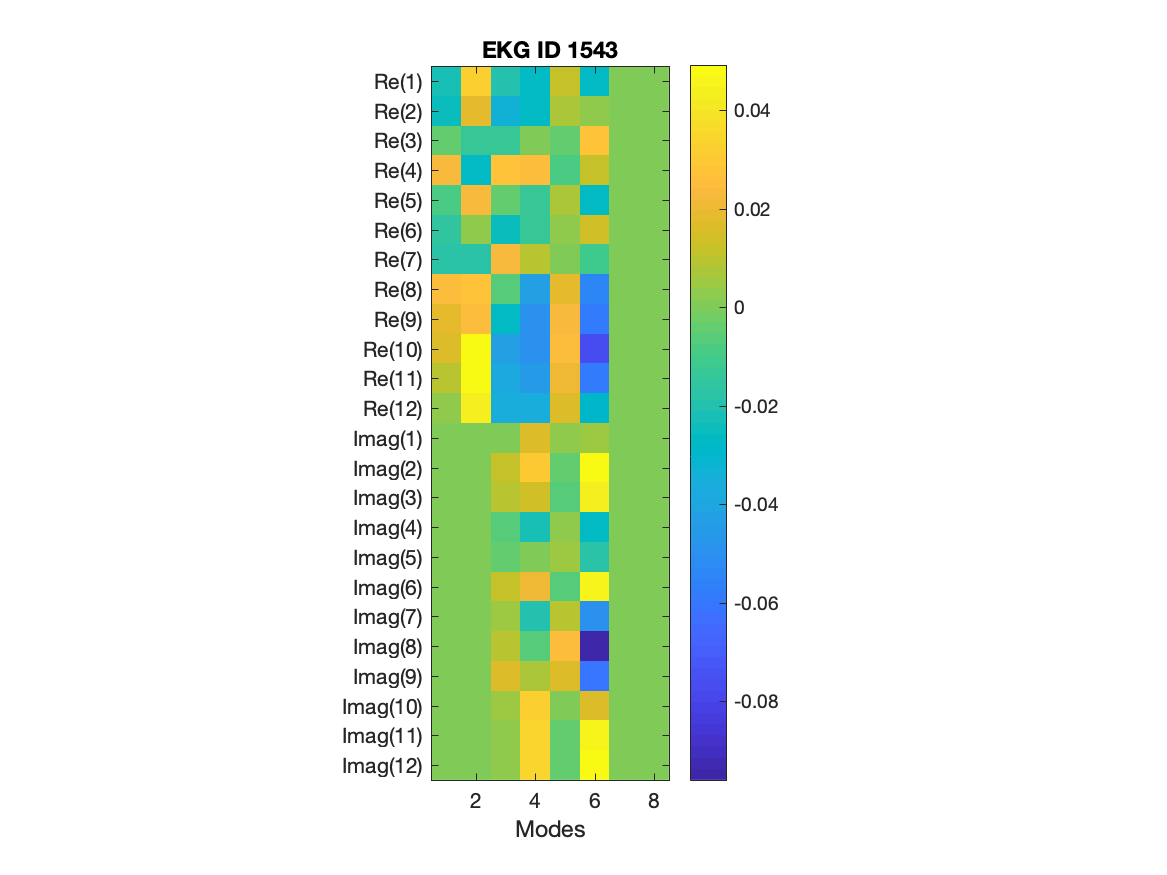 EKG ID 1543
Re(1)
Re(2)
Re(3)
Re(4)
Re(5)
Re(6)
Re(7)
Re(8)
Re(9)
Re(10)
Re(11)
Re(12)
Imag(1)
Imag(2)
Imag(3)
Imag(4)
Imag(5)
Imag(6)
Imag(7)
Imag(8)
Imag(9)
Imag(10)
Imag(11)
Imag(12)
2 4 6 8
Modes
0.04
0.02
0
-0.02
-0.04
-0.06
-0.08